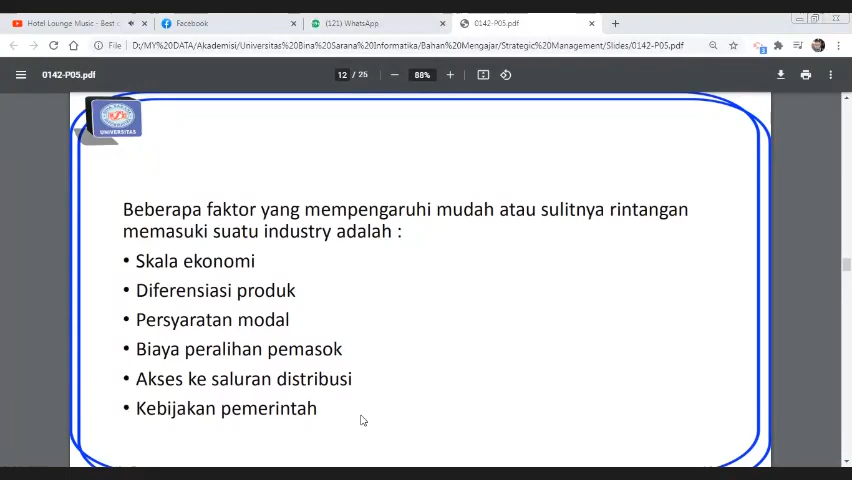 Hotel Lounge Music - Best
Facebook
(121) WhatsApp
0142-P05.pdf
File D:/MY%20DATA/Akademisi/Universitas%20Bina%20Sarana%20Informatika/Bahan%20Mengajar/Strategic%20Management/Slides/0142-P05.pdf
0142-P05.pdf
12 / 25
88%
UNIVERSITAS
Beberapa faktor yang mempengaruhi mudah atau sulitnya rintangan
memasuki suatu industry adalah :
• Skala ekonomi
• Diferensiasi produk
• Persyaratan modal
• Biaya peralihan pemasok
• Akses ke saluran distribusi
• Kebijakan pemerintah